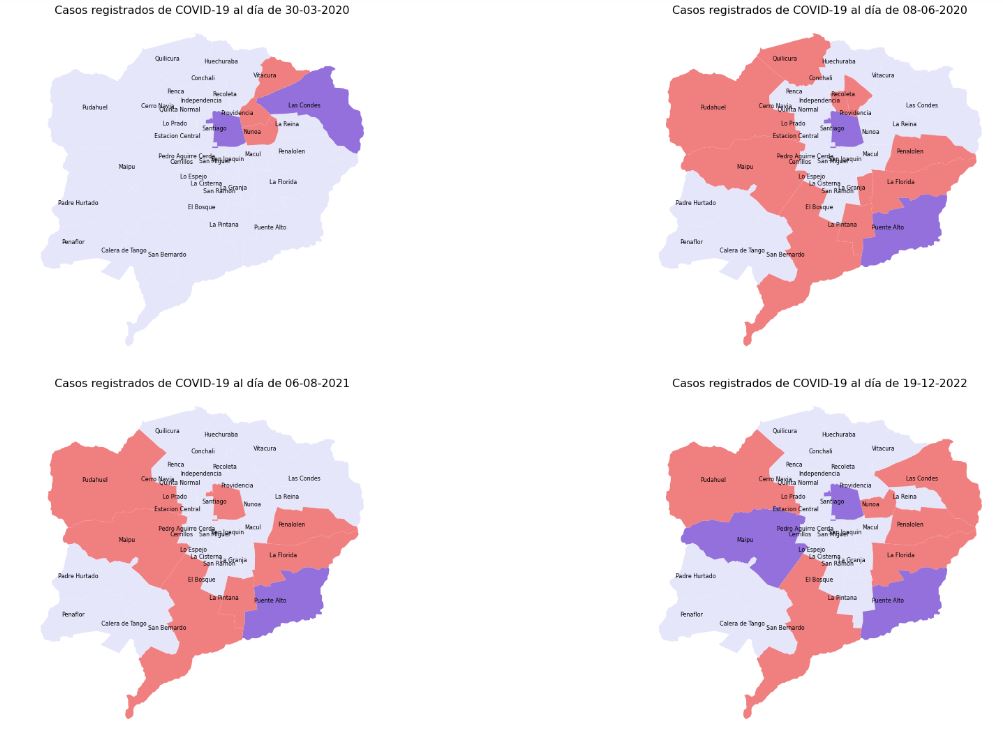 Casos registrados de COVID-19 al día de 30-03-2020
Quilicura
Huechuraba
Vitacura
Conchali
Renca
Recoleta
Independencia
Cerro Navia
Quinta Normal
Pudahuel
Las Condes
Providencia
Lo Prado
Santiago
La Reina
Nunoa
Estacion Central
Macul
Penalolen
Pedro Aguirre Cerda
San Miguel
San Joaquin
Cerrillos
Maipu
Lo Espejo
La Cisterna
La Granja
San Ramon
La Florida
Padre Hurtado
El Bosque
La Pintana
Puente Alto
Penaflor
Calera de Tango
San Bernardo
Casos registrados de COVID-19 al día de 08-06-2020
Quilicura
Huechuraba
Vitacura
Conchali
Renca
Recoleta
Independencia
Cerro Navia
Quinta Normal
Pudahuel
Las Condes
Providencia
Lo Prado
Santiago
La Reina
Nunoa
Estacion Central
Macul
Penalolen
Pedro Aguirre Cerda
San Miguel
San Joaquin
Cerrillos
Maipu
Lo Espejo
La Cisterna
La Granja
San Ramon
La Florida
Padre Hurtado
El Bosque
La Pintana
Puente Alto
Penaflor
Calera de Tango
San Bernardo
Casos registrados de COVID-19 al día de 06-08-2021
Quilicura
Huechuraba
Vitacura
Conchali
Renca
Recoleta
Independencia
Cerro Navia
Quinta Normal
Pudahuel
Las Condes
Providencia
Lo Prado
Santiago
La Reina
Nunoa
Estacion Central
Macul
Penalolen
Pedro Aguirre Cerda
San Miguel
San Joaquin
Cerrillos
Maipu
Lo Espejo
La Cisterna
La Granja
San Ramon
La Florida
Padre Hurtado
El Bosque
La Pintana
Puente Alto
Penaflor
Calera de Tango
San Bernardo
Casos registrados de COVID-19 al día de 19-12-2022
Quilicura
Huechuraba
Vitacura
Conchali
Renca
Recoleta
Independencia
Cerro Navia
Quinta Normal
Pudahuel
Las Condes
Providencia
Lo Prado
Santiago
La Reina
Nunoa
Estacion Central
Macul
Penalolen
Pedro Aguirre Cerda
San Miguel
San Joaquin
Cerrillos
Maipu
Lo Espejo
La Cisterna
La Granja
San Ramon
La Florida
Padre Hurtado
El Bosque
La Pintana
Puente Alto
Penaflor
Calera de Tango
San Bernardo